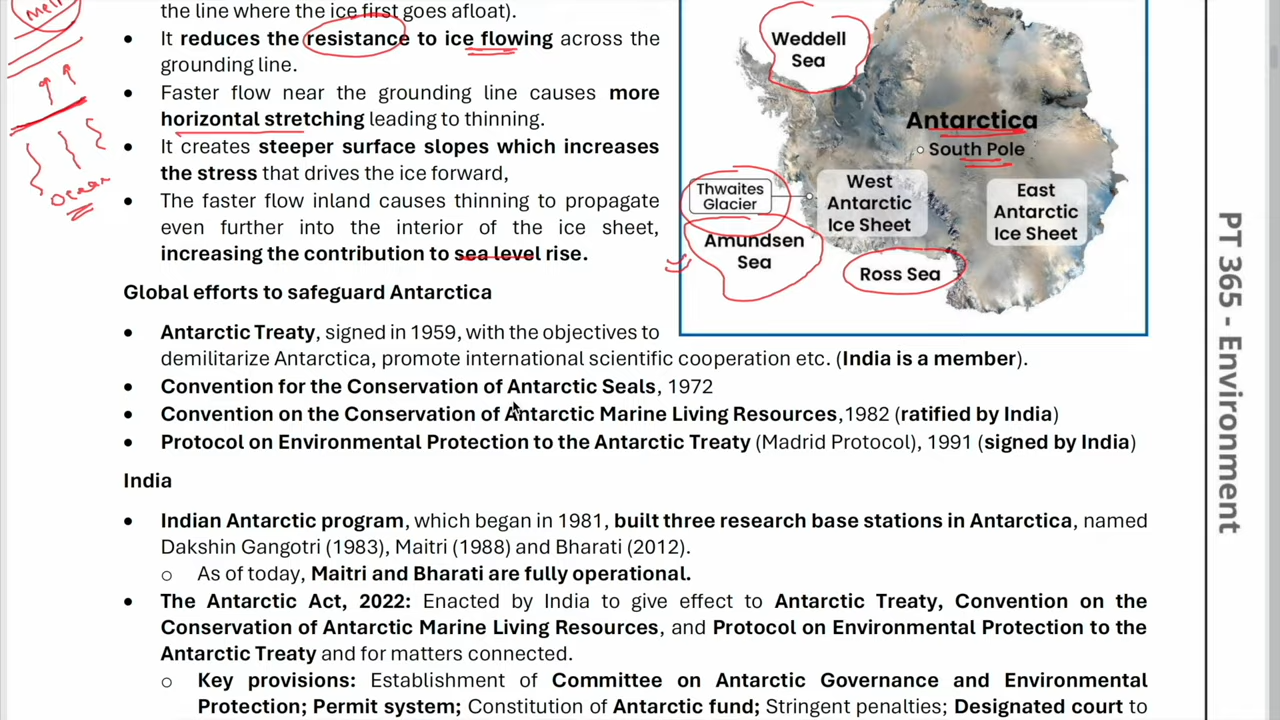 the line where the ice first goes afloat).
• It reduces the resistance to ice flowing across the
grounding line.
• Faster flow near the grounding line causes more
horizontal stretching leading to thinning.
• It creates steeper surface slopes which increases
the stress that drives the ice forward,
• The faster flow inland causes thinning to propagate
even further into the interior of the ice sheet,
increasing the contribution to sea level rise.
Melt
ocean
Weddell
Sea
Antarctica
South Pole
Thwaites
Glacier
West
Antarctic
Ice Sheet
East
Antarctic
Ice Sheet
Amundsen
Sea
Ross Sea
Global efforts to safeguard Antarctica
• Antarctic Treaty, signed in 1959, with the objectives to
demilitarize Antarctica, promote international scientific cooperation etc. (India is a member).
• Convention for the Conservation of Antarctic Seals, 1972
• Convention on the Conservation of Antarctic Marine Living Resources,1982 (ratified by India)
• Protocol on Environmental Protection to the Antarctic Treaty (Madrid Protocol), 1991 (signed by India)
India
• Indian Antarctic program, which began in 1981, built three research base stations in Antarctica, named
Dakshin Gangotri (1983), Maitri (1988) and Bharati (2012).
o As of today, Maitri and Bharati are fully operational.
• The Antarctic Act, 2022: Enacted by India to give effect to Antarctic Treaty, Convention on the
Conservation of Antarctic Marine Living Resources, and Protocol on Environmental Protection to the
Antarctic Treaty and for matters connected.
o Key provisions: Establishment of Committee on Antarctic Governance and Environmental
Protection; Permit system; Constitution of Antarctic fund; Stringent penalties; Designated court to
PT 365 - Environment